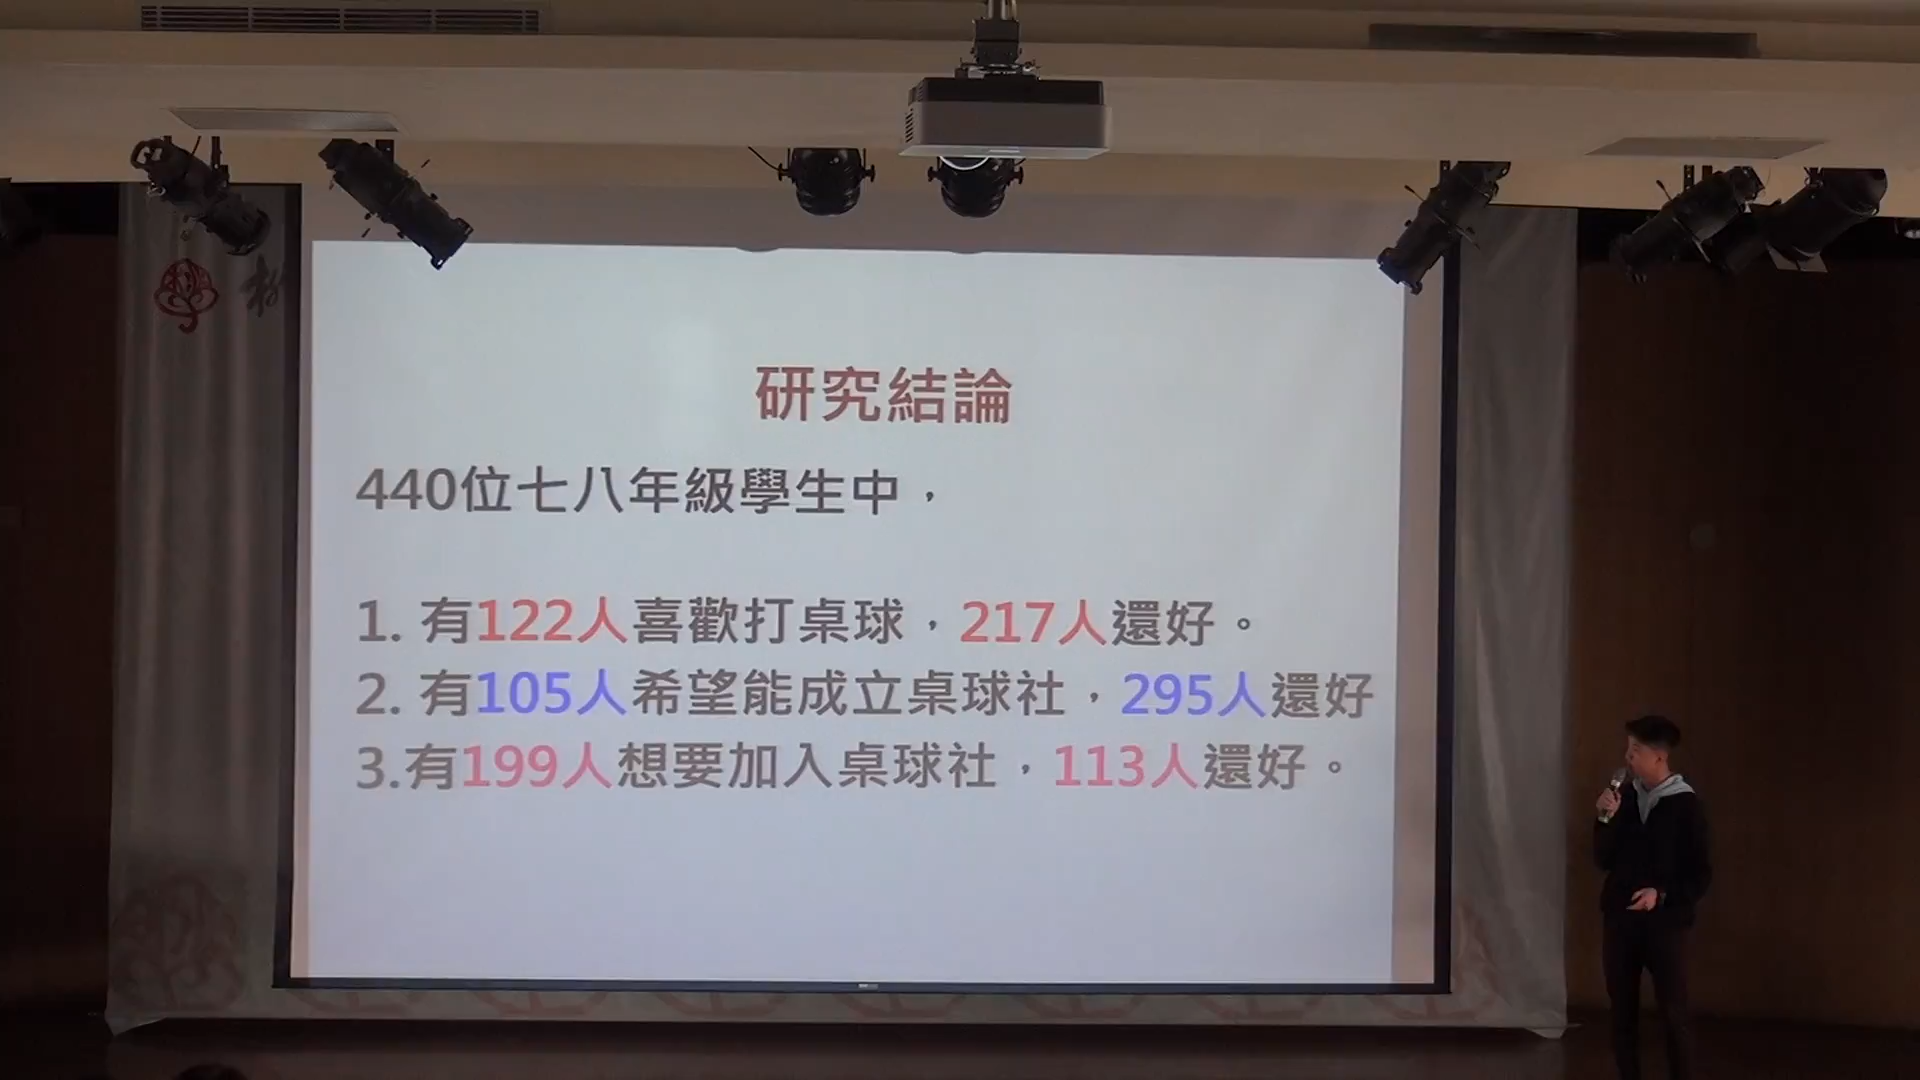 研究結論
440位七八年級學生中，
1. 有122人喜歡打桌球，217人還好。
2. 有105人希望能成立桌球社，295人還好
3.有199人想要加入桌球社，113人還好。